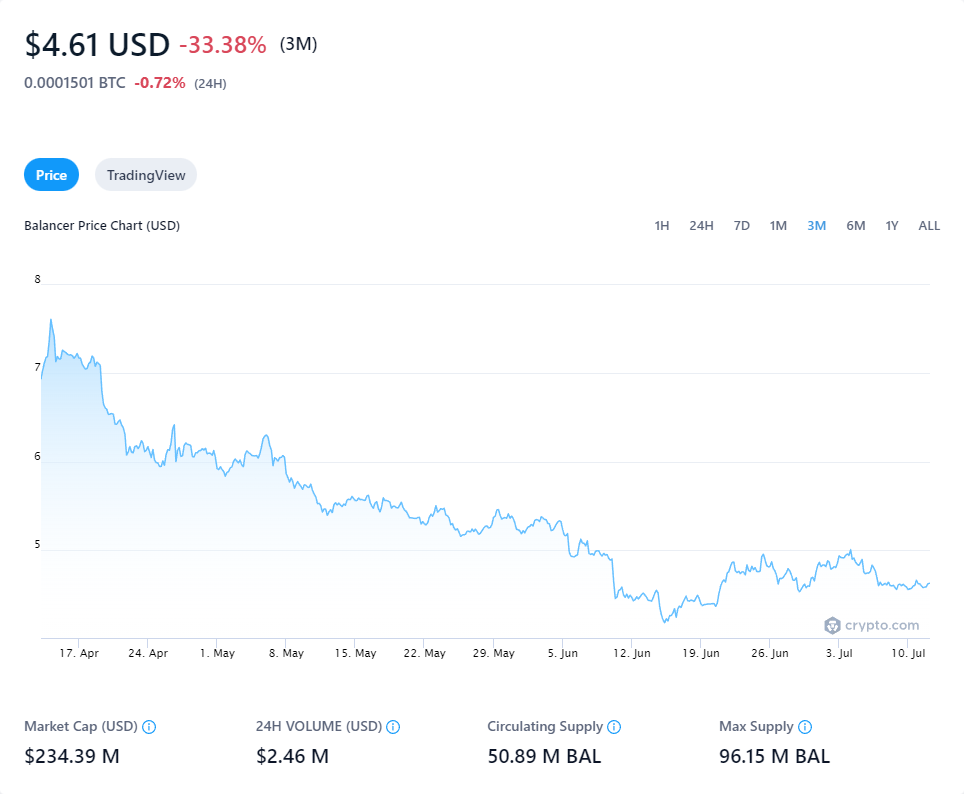 $4.61 USD -33.38% (3M)
0.0001501 BTC -0.72% (24H)
Price TradingView
Balancer Price Chart (USD) 1H 24H 7D 1M 3M 6M 1Y ALL
8
7
6
5
crypto.com
17. Apr 24. Apr 1. May 8. May 15. May 22. May 29. May 5. Jun 12. Jun 19. Jun 26. Jun 3. Jul 10. Jul
Market Cap (USD) 24H VOLUME (USD) Circulating Supply Max Supply
$234.39 M $2.46 M 50.89 M BAL 96.15 M BAL